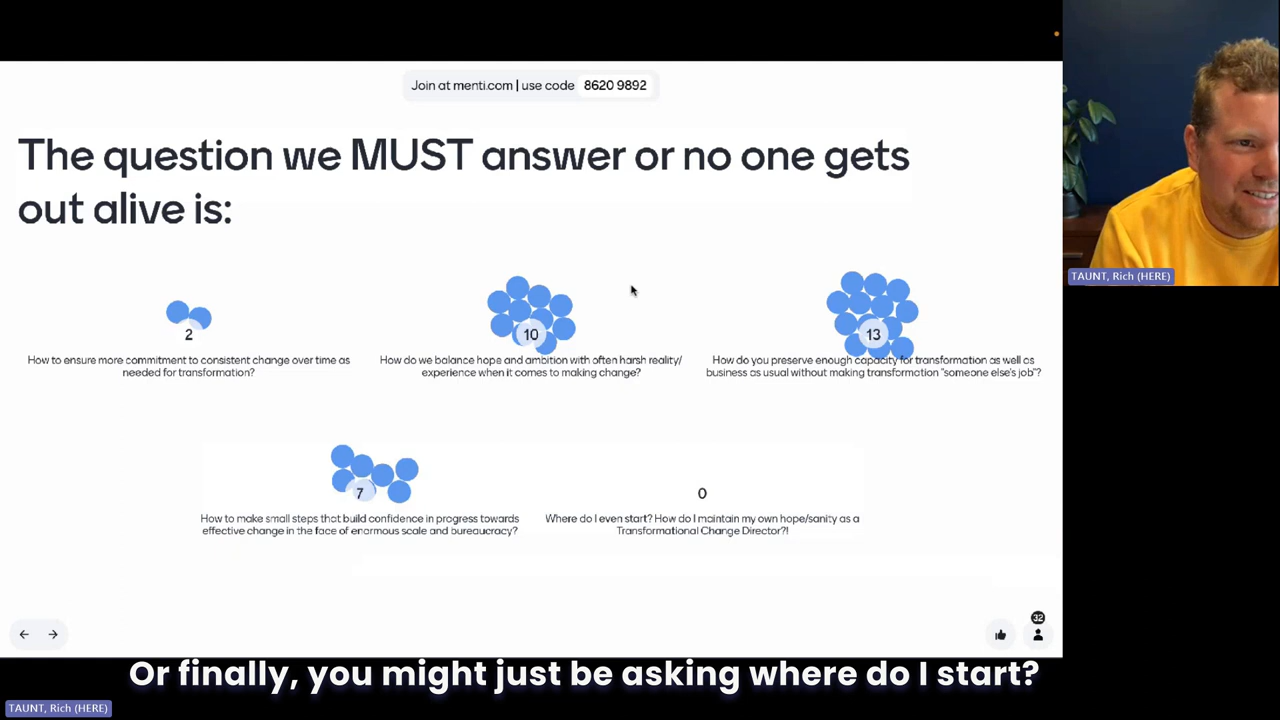 Join at menti.com | use code 8620 9892
The question we MUST answer or no one gets
out alive is:
2
How to ensure more commitment to consistent change over time as
needed for transformation?
10
How do we balance hope and ambition with often harsh reality/
experience when it comes to making change?
13
How do you preserve enough capacity for transformation as well as
business as usual without making transformation "someone else's job"?
7
How to make small steps that build confidence in progress towards
effective change in the face of enormous scale and bureaucracy?
0
Where do I even start? How do I maintain my own hope/sanity as a
Transformational Change Director?!
32
TAUNT, Rich (HERE)
Or finally, you might just be asking where do I start?
TAUNT, Rich (HERE)